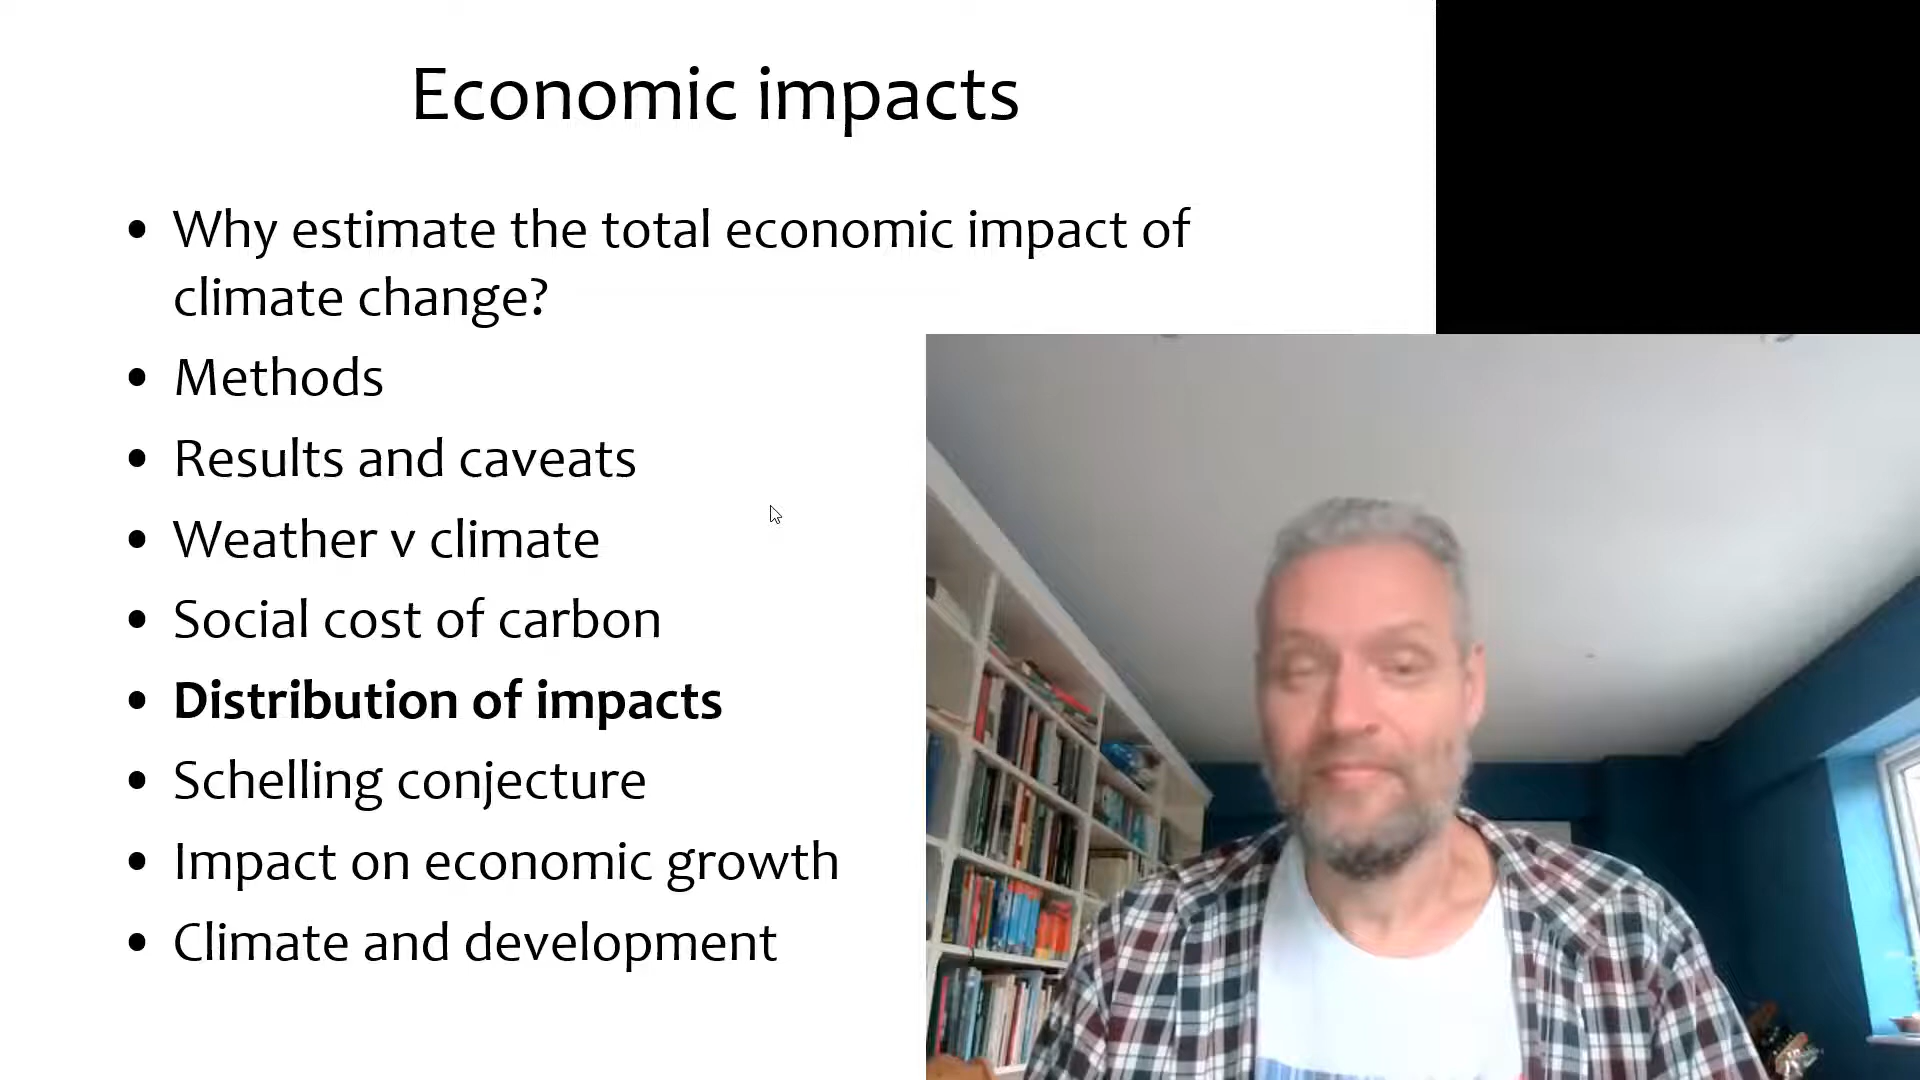 Economic impacts
• Why estimate the total economic impact of
climate change?
• Methods
• Results and caveats
• Weather v climate
• Social cost of carbon
• Distribution of impacts
• Schelling conjecture
• Impact on economic growth
• Climate and development